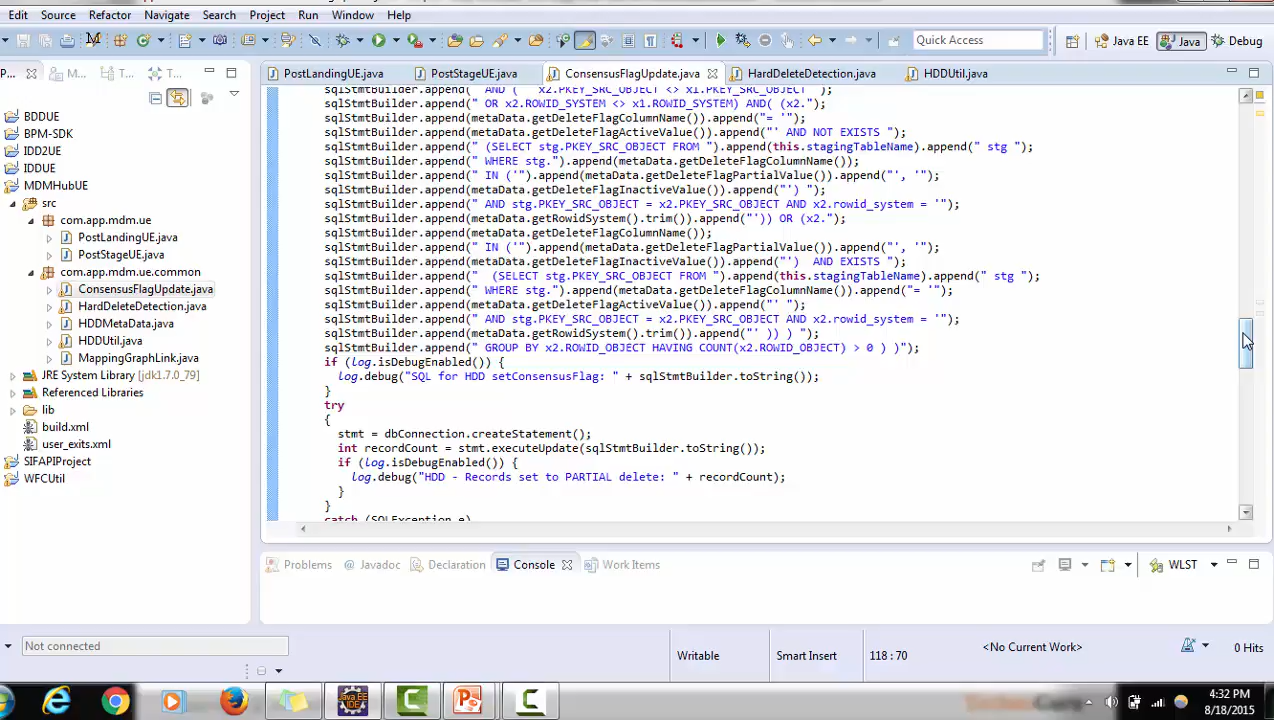 Edit Source Refactor Navigate Search Project Run Window Help
Quick Access Java EE Java Debug
P... M... T... T...
PostLandingUE.java PostStageUE.java ConsensusFlagUpdate.java HardDeleteDetection.java HDDUtil.java
BDDUE
BPM-SDK
IDD2UE
IDDUE
MDMHubUE
src
com.app.mdm.ue
PostLandingUE.java
PostStageUE.java
com.app.mdm.ue.common
ConsensusFlagUpdate.java
HardDeleteDetection.java
HDDMetaData.java
HDDUtil.java
MappingGraphLink.java
JRE System Library [jdk1.7.0_79]
Referenced Libraries
lib
build.xml
user_exits.xml
SIFAPIProject
WFCUtil
sqlStmtBuilder.append(" AND ( x2.PKEY_SRC_OBJECT <> x1.PKEY_SRC_OBJECT ");
sqlStmtBuilder.append(" OR x2.ROWID_SYSTEM <> x1.ROWID_SYSTEM) AND( (x2.");
sqlStmtBuilder.append(metaData.getDeleteFlagColumnName()).append("= '");
sqlStmtBuilder.append(metaData.getDeleteFlagActiveValue()).append("' AND NOT EXISTS ");
sqlStmtBuilder.append(" (SELECT stg.PKEY_SRC_OBJECT FROM ").append(this.stagingTableName).append(" stg ");
sqlStmtBuilder.append(" WHERE stg.").append(metaData.getDeleteFlagColumnName());
sqlStmtBuilder.append(" IN ('").append(metaData.getDeleteFlagPartialValue()).append("', '");
sqlStmtBuilder.append(metaData.getDeleteFlagInactiveValue()).append("') ");
sqlStmtBuilder.append(" AND stg.PKEY_SRC_OBJECT = x2.PKEY_SRC_OBJECT AND x2.rowid_system = '");
sqlStmtBuilder.append(metaData.getRowidSystem().trim()).append("')) OR (x2.");
sqlStmtBuilder.append(metaData.getDeleteFlagColumnName());
sqlStmtBuilder.append(" IN ('").append(metaData.getDeleteFlagPartialValue()).append("', '");
sqlStmtBuilder.append(metaData.getDeleteFlagInactiveValue()).append("')  AND EXISTS ");
sqlStmtBuilder.append("  (SELECT stg.PKEY_SRC_OBJECT FROM ").append(this.stagingTableName).append(" stg ");
sqlStmtBuilder.append(" WHERE stg.").append(metaData.getDeleteFlagColumnName()).append("= '");
sqlStmtBuilder.append(metaData.getDeleteFlagActiveValue()).append("' ");
sqlStmtBuilder.append(" AND stg.PKEY_SRC_OBJECT = x2.PKEY_SRC_OBJECT AND x2.rowid_system = '");
sqlStmtBuilder.append(metaData.getRowidSystem().trim()).append("' )) ) ");
sqlStmtBuilder.append(" GROUP BY x2.ROWID_OBJECT HAVING COUNT(x2.ROWID_OBJECT) > 0 ) )");
if (log.isDebugEnabled()) {
log.debug("SQL for HDD setConsensusFlag: " + sqlStmtBuilder.toString());
}
try
{
stmt = dbConnection.createStatement();
int recordCount = stmt.executeUpdate(sqlStmtBuilder.toString());
if (log.isDebugEnabled()) {
log.debug("HDD - Records set to PARTIAL delete: " + recordCount);
}
}
catch (SQLException e)
Problems Javadoc Declaration Console Work Items WLST
Not connected
Writable Smart Insert 118 : 70 <No Current Work> 0 Hits
4:32 PM
8/18/2015